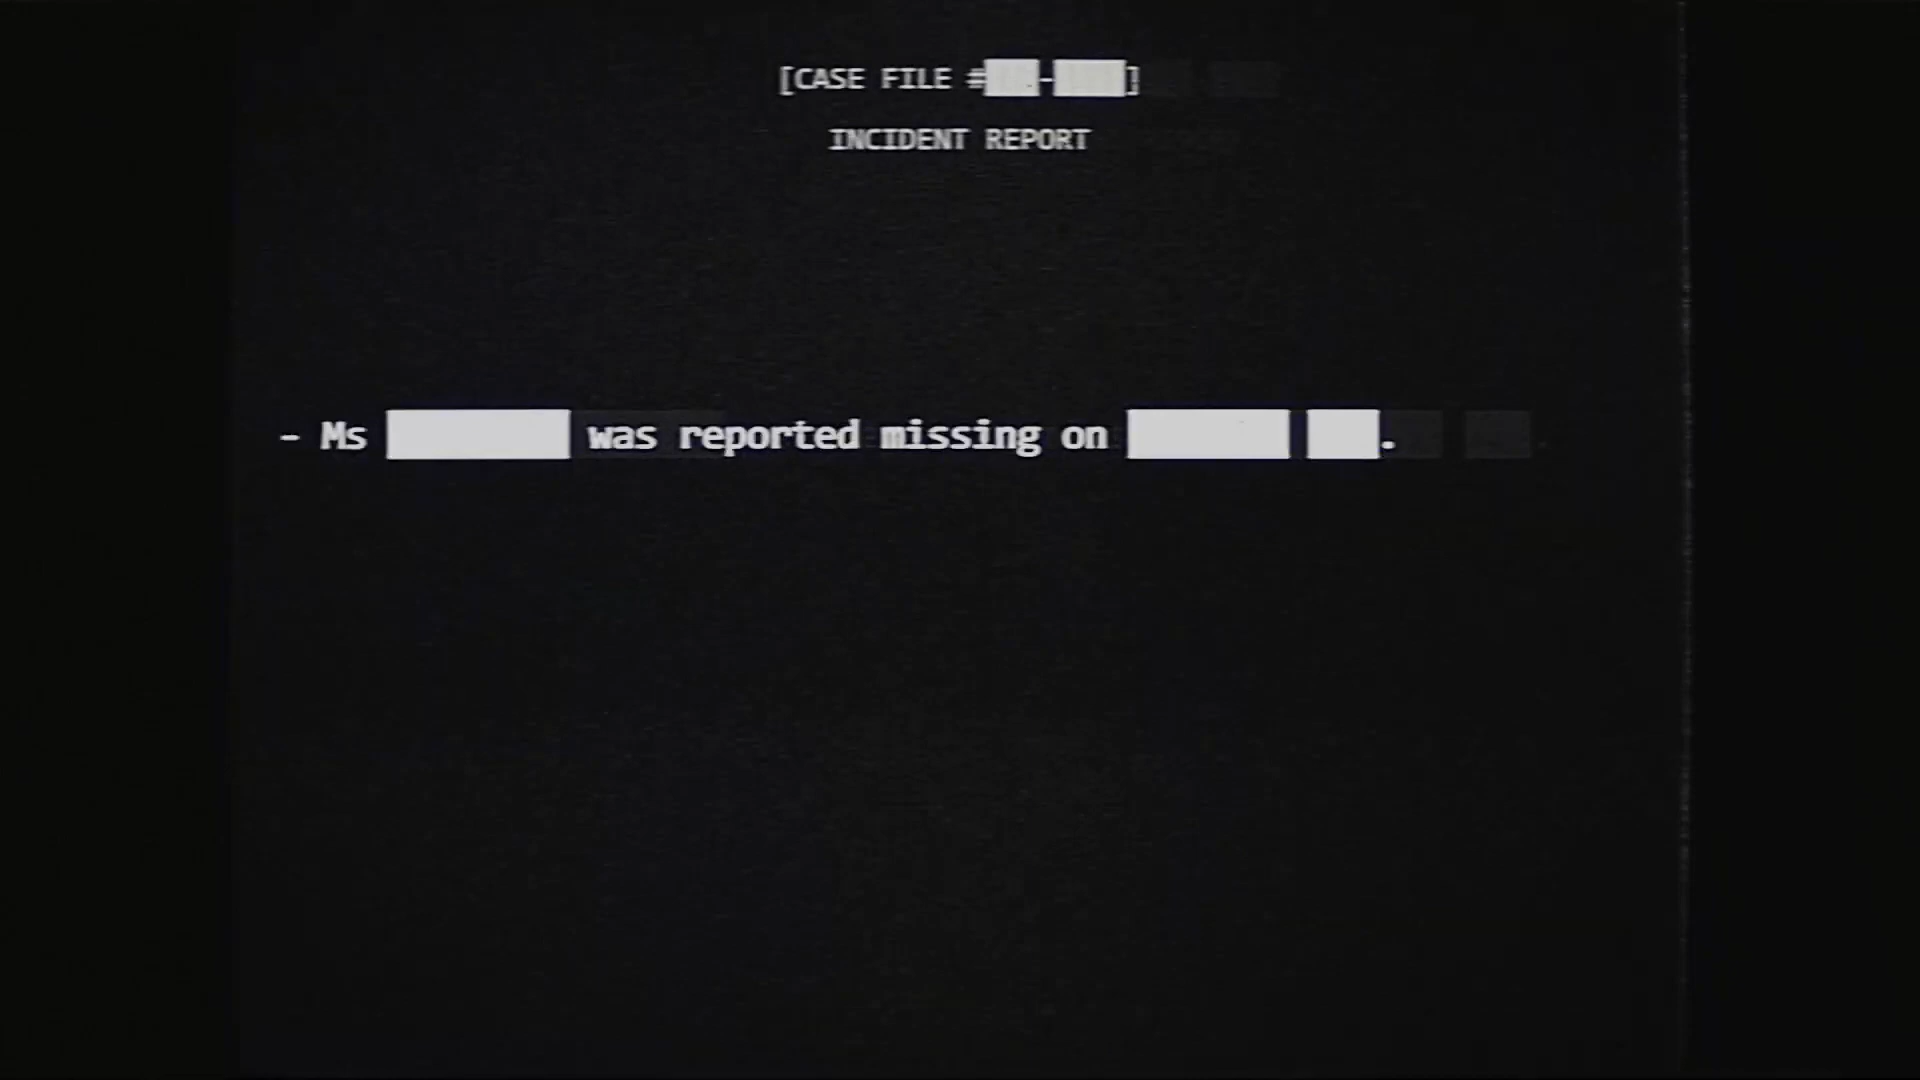 [CASE FILE #██-███]
INCIDENT REPORT
- Ms ████████ was reported missing on ███████ ███.